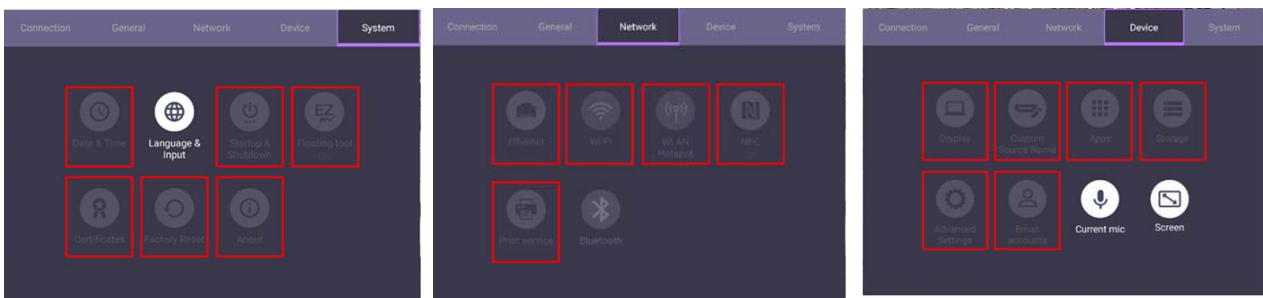 Connection General Network Device System
Date & Time
Language &
Input
Startup &
Shutdown
EZ
Floating tool
On
Certificates
Factory Reset
About
Connection General Network Device System
Ethernet
Wi Fi
WLAN
Hotspot
NFC
Print service
Bluetooth
Connection General Network Device System
Display
Custom
Source Name
Apps
Storage
Advanced
Settings
Email
accounts
Current mic
Screen